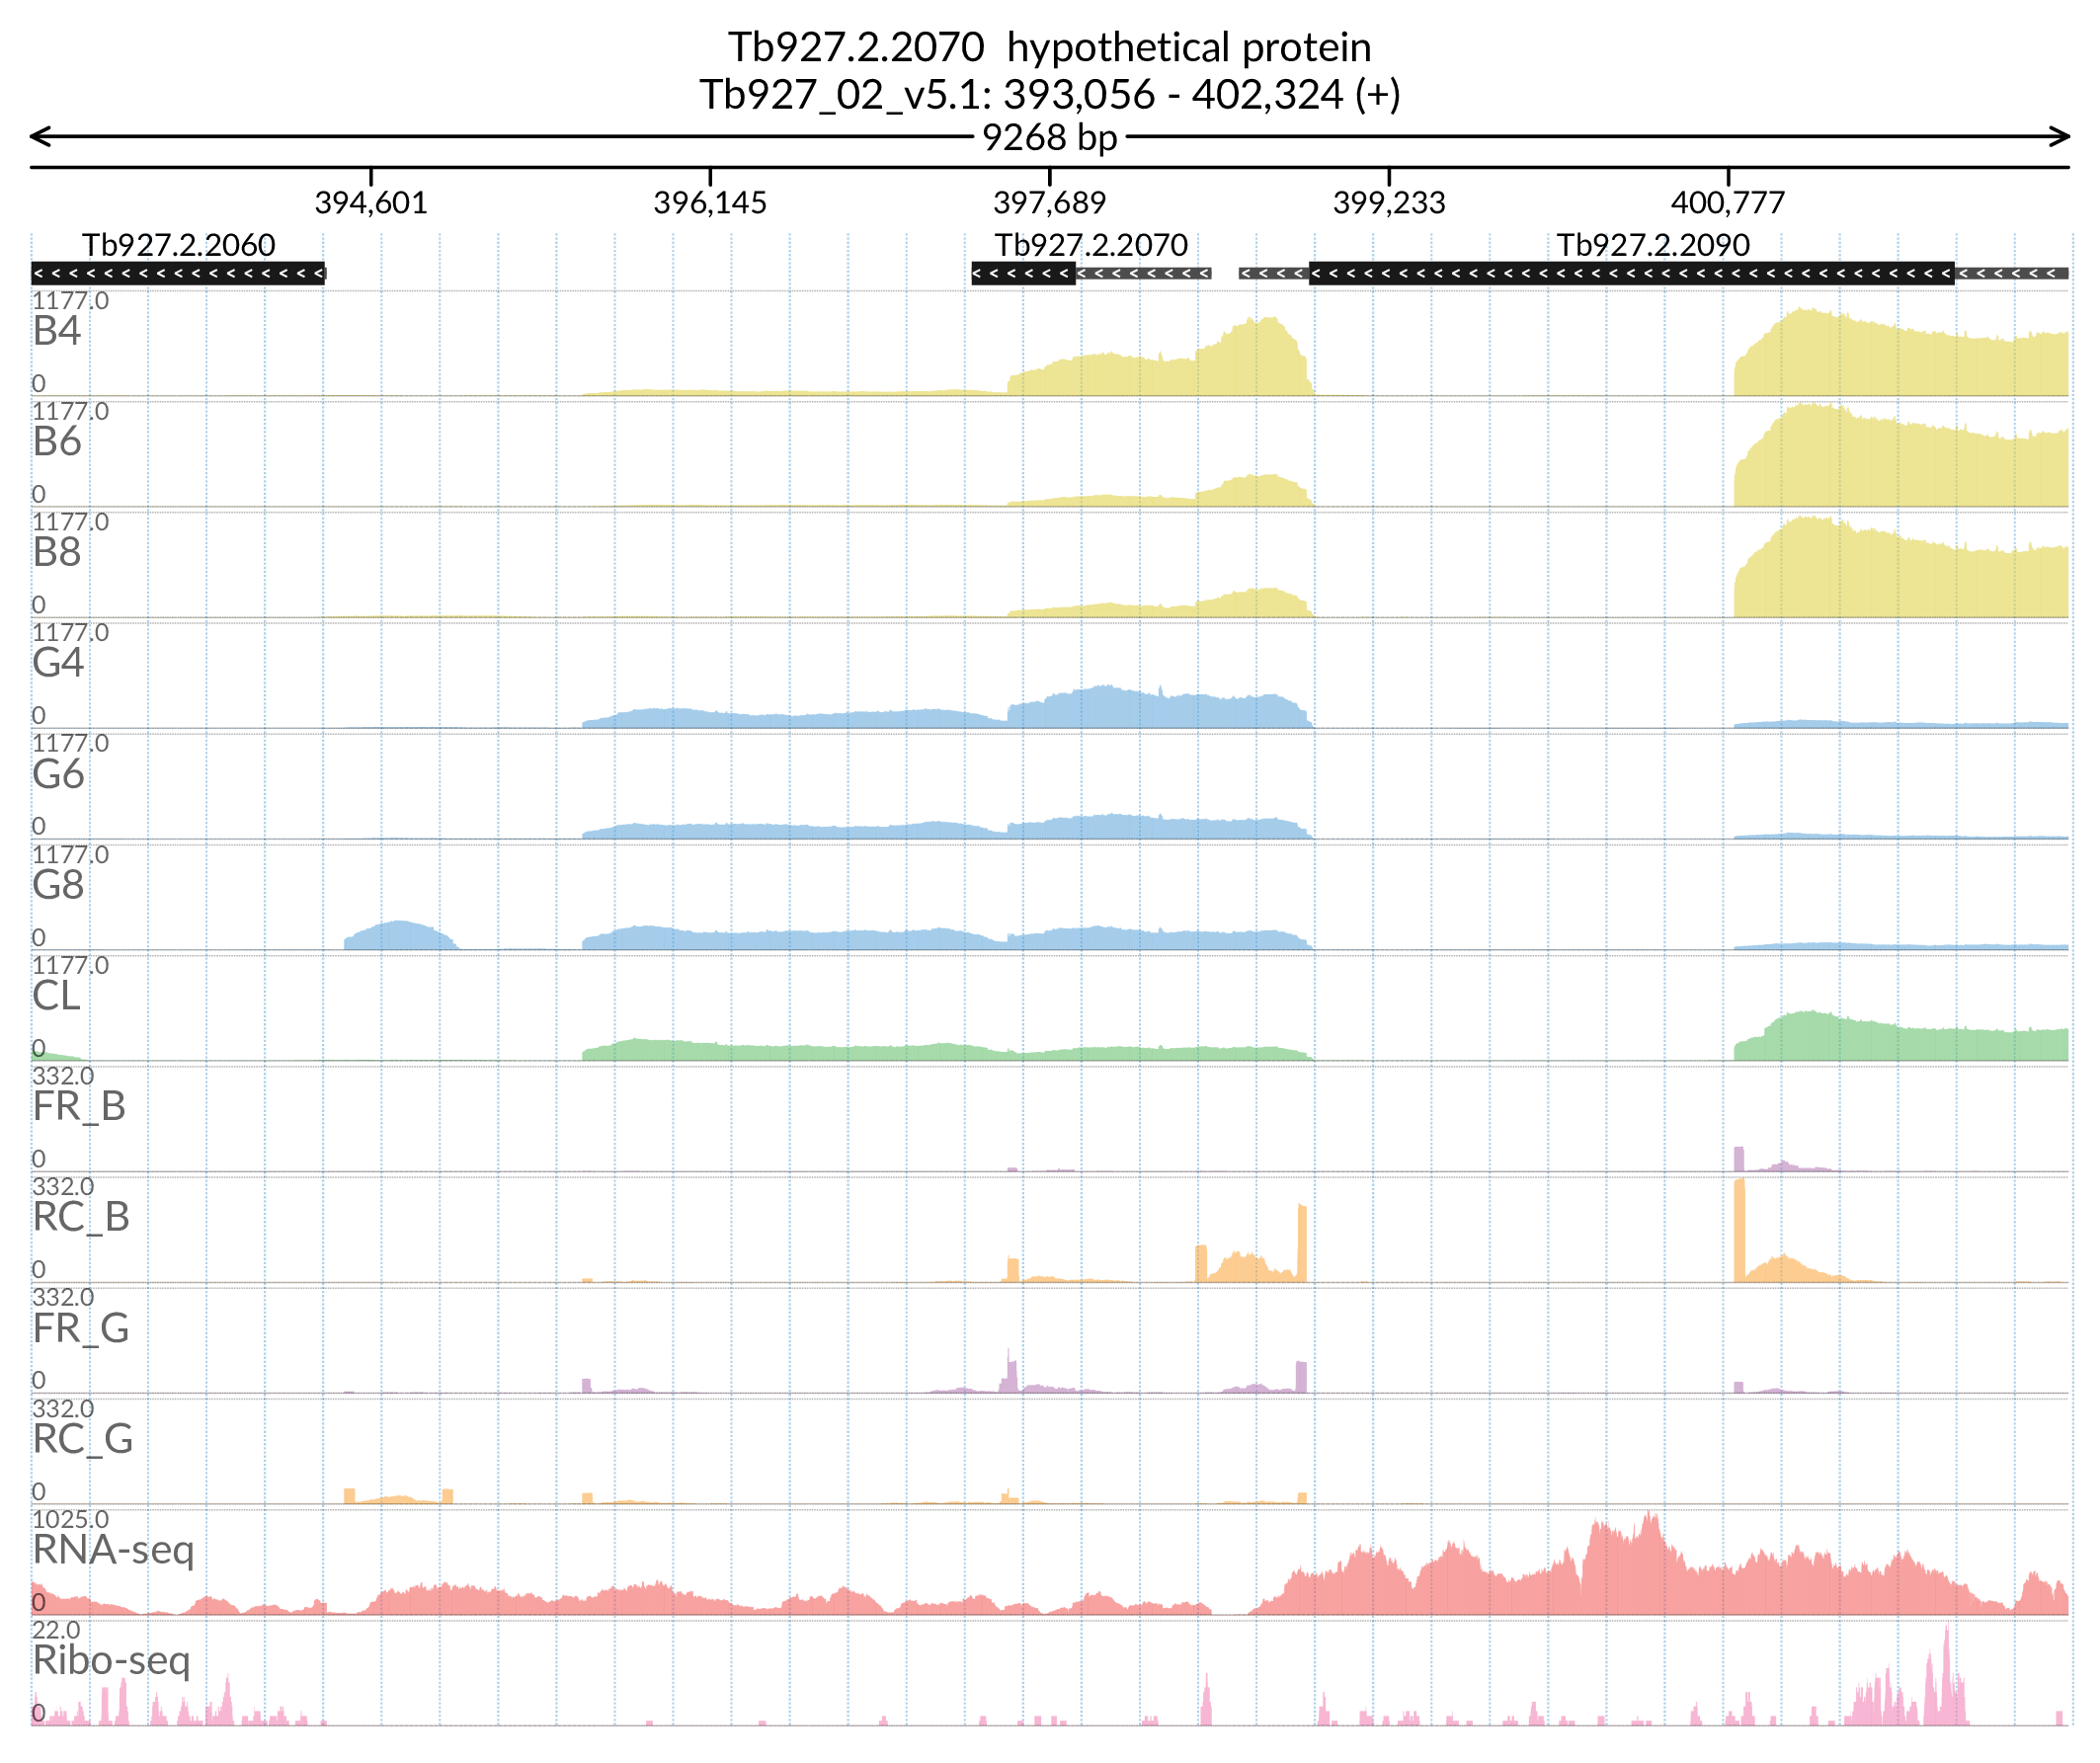 Tb927.2.2070  hypothetical protein
Tb927_02_v5.1: 393,056 - 402,324 (+)
9268 bp
394,601 396,145 397,689 399,233 400,777
Tb927.2.2060 Tb927.2.2070 Tb927.2.2090
1177.0
B4
0
1177.0
B6
0
1177.0
B8
0
1177.0
G4
0
1177.0
G6
0
1177.0
G8
0
1177.0
CL
0
332.0
FR_B
0
332.0
RC_B
0
332.0
FR_G
0
332.0
RC_G
0
1025.0
RNA-seq
0
22.0
Ribo-seq
0